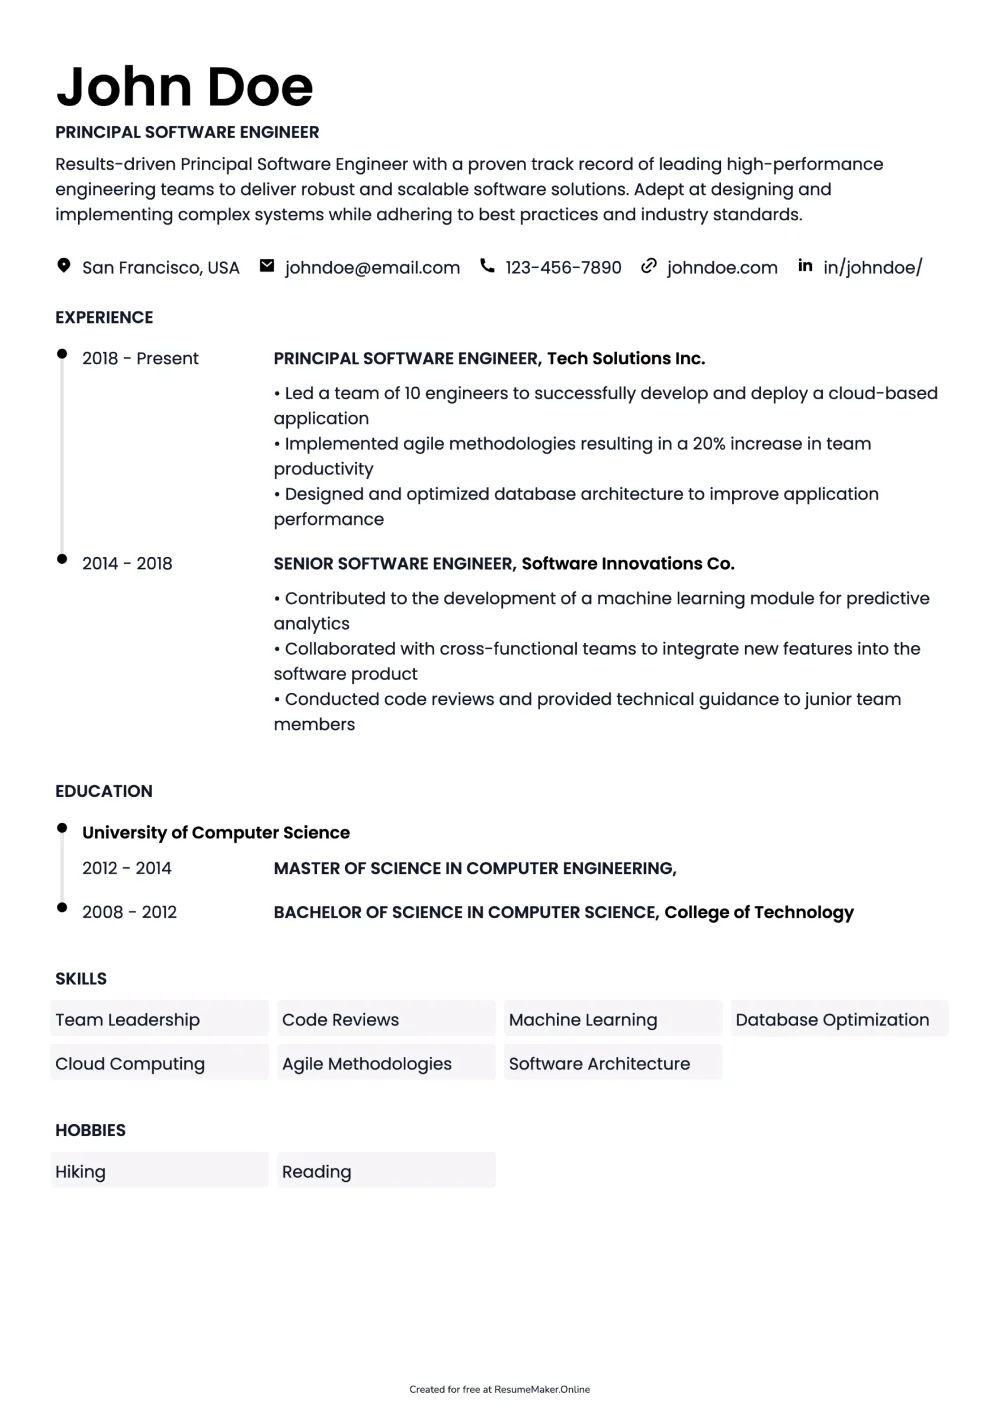 John Doe
PRINCIPAL SOFTWARE ENGINEER
Results-driven Principal Software Engineer with a proven track record of leading high-performance
engineering teams to deliver robust and scalable software solutions. Adept at designing and
implementing complex systems while adhering to best practices and industry standards.
San Francisco, USA johndoe@email.com 123-456-7890 johndoe.com in in/johndoe/
EXPERIENCE
2018 - Present PRINCIPAL SOFTWARE ENGINEER, Tech Solutions Inc.
• Led a team of 10 engineers to successfully develop and deploy a cloud-based
application
• Implemented agile methodologies resulting in a 20% increase in team
productivity
• Designed and optimized database architecture to improve application
performance
2014 - 2018 SENIOR SOFTWARE ENGINEER, Software Innovations Co.
• Contributed to the development of a machine learning module for predictive
analytics
• Collaborated with cross-functional teams to integrate new features into the
software product
• Conducted code reviews and provided technical guidance to junior team
members
EDUCATION
University of Computer Science
2012 - 2014 MASTER OF SCIENCE IN COMPUTER ENGINEERING,
2008 - 2012 BACHELOR OF SCIENCE IN COMPUTER SCIENCE, College of Technology
SKILLS
Team Leadership Code Reviews Machine Learning Database Optimization
Cloud Computing Agile Methodologies Software Architecture
HOBBIES
Hiking Reading
Created for free at ResumeMaker.Online